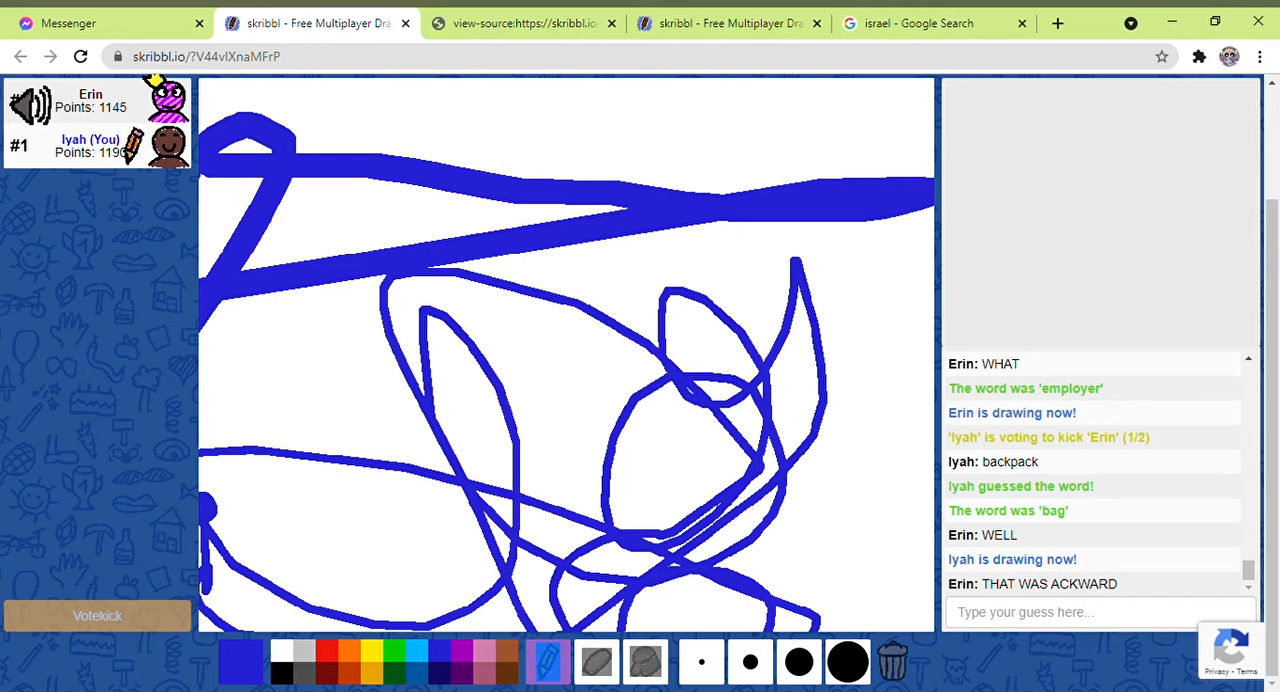 Messenger
skribbl - Free Multiplayer Dra
view-source:https://skribbl.io
skribbl - Free Multiplayer Dra
israel - Google Search
skribbl.io/?V44vlXnaMFrP
Erin
Points: 1145
#1
Iyah (You)
Points: 1190
Votekick
Erin: WHAT
The word was 'employer'
Erin is drawing now!
'Iyah' is voting to kick 'Erin' (1/2)
Iyah: backpack
Iyah guessed the word!
The word was 'bag'
Erin: WELL
Iyah is drawing now!
Erin: THAT WAS ACKWARD
Type your guess here...
Privacy - Terms